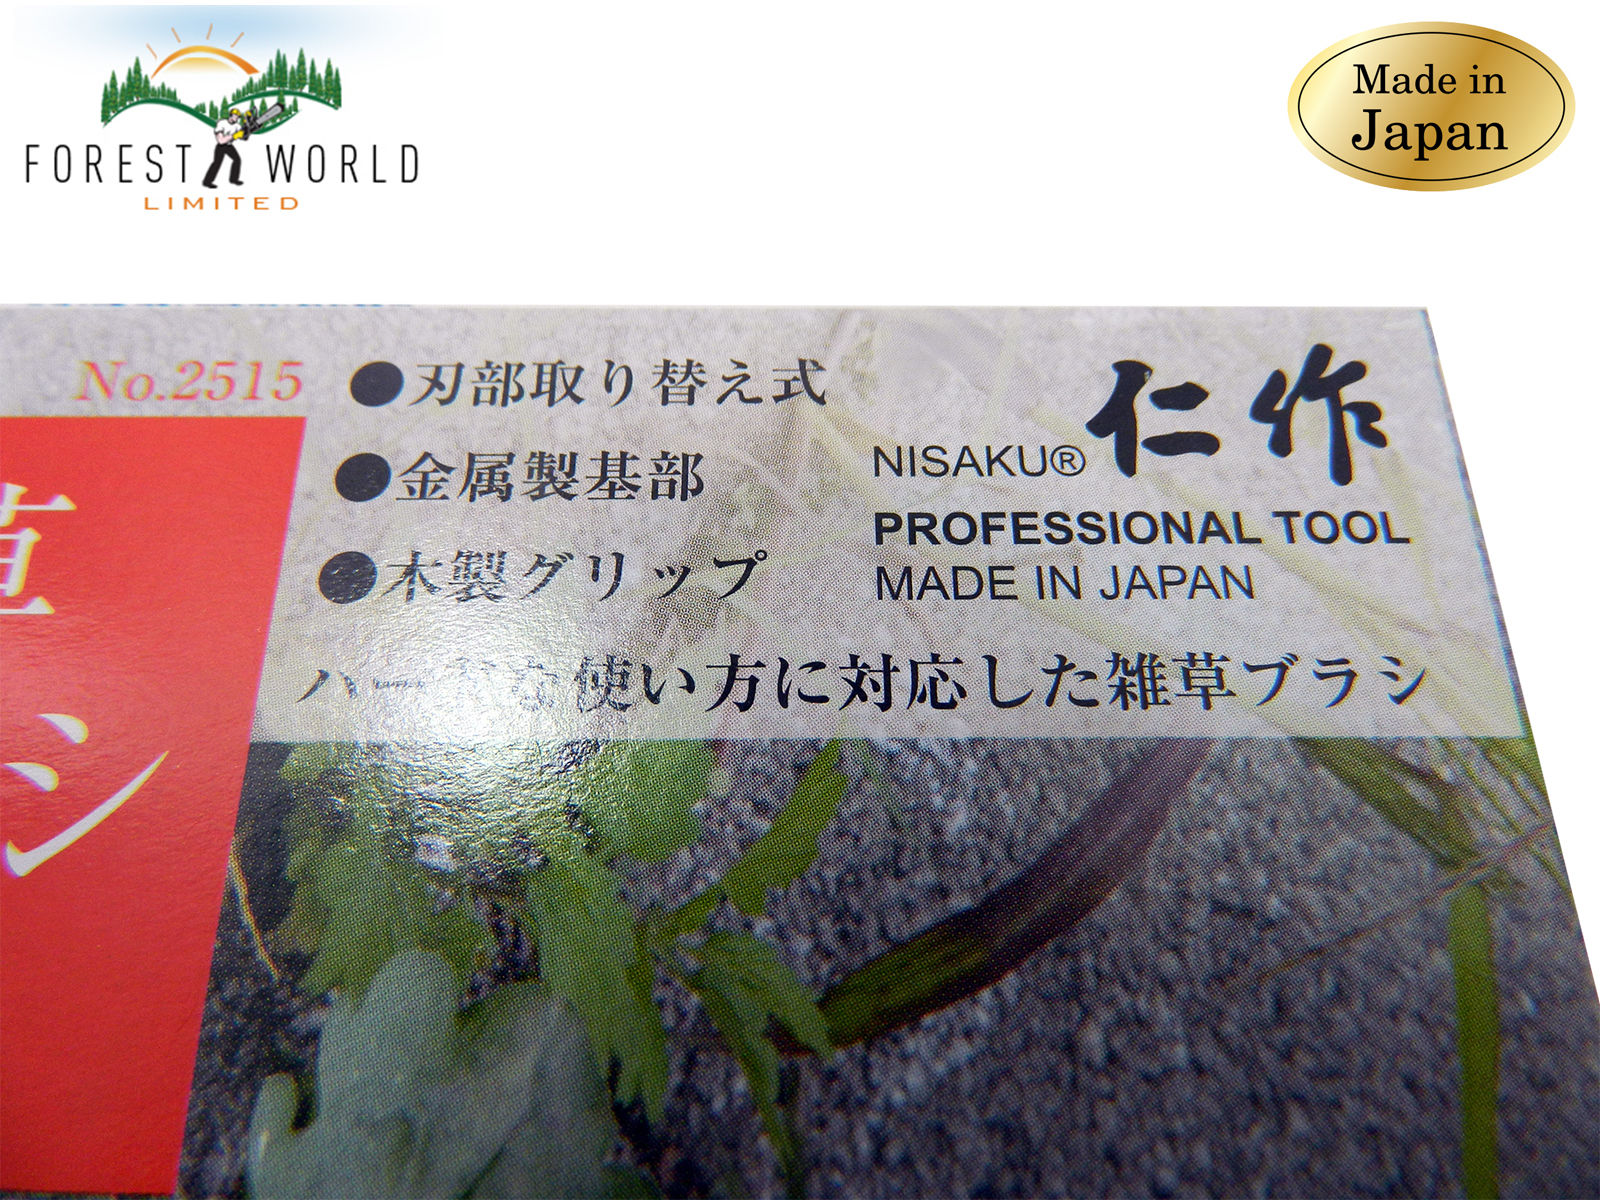 FOREST WORLD
LIMITED
Made in
Japan
No.2515
●刃部取り替え式
●金属製基部
●木製グリップ
使い方に対応した雑草ブラシ
仁作
NISAKU®
PROFESSIONAL TOOL
MADE IN JAPAN
草
シ